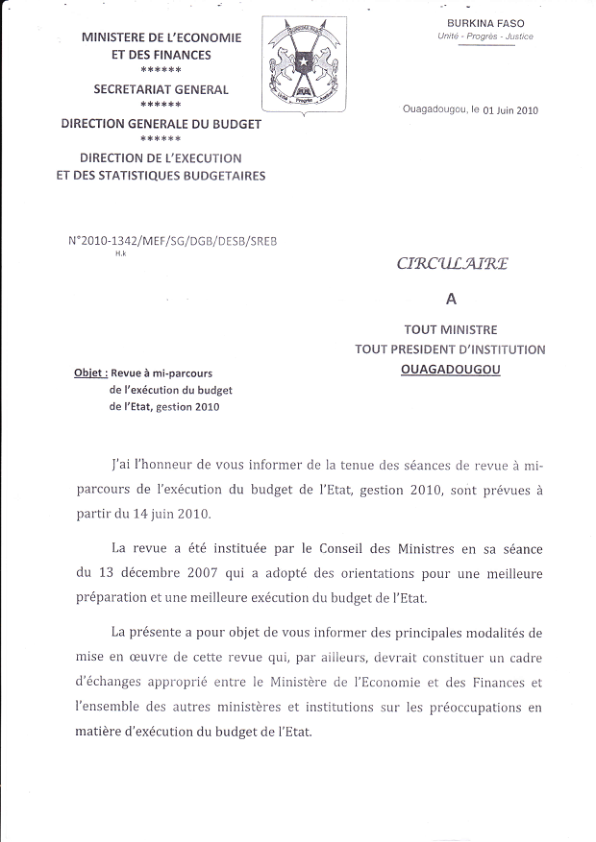 MINISTERE DE L'ECONOMIE
ET DES FINANCES
******
SECRETARIAT GENERAL
******
DIRECTION GENERALE DU BUDGET
******
DIRECTION DE L'EXECUTION
ET DES STATISTIQUES BUDGETAIRES
BURKINA FASO
Unité - Progrès - Justice
Ouagadougou, le 01 Juin 2010
N°2010-1342/MEF/SG/DGB/DESB/SREB
H.k
CIRCULAIRE
A
TOUT MINISTRE
TOUT PRESIDENT D'INSTITUTION
OUAGADOUGOU
Objet : Revue à mi-parcours
de l'exécution du budget
de l'Etat, gestion 2010
J'ai l'honneur de vous informer de la tenue des séances de revue à mi-
parcours de l'exécution du budget de l'Etat, gestion 2010, sont prévues à
partir du 14 juin 2010.
La revue a été instituée par le Conseil des Ministres en sa séance
du 13 décembre 2007 qui a adopté des orientations pour une meilleure
préparation et une meilleure exécution du budget de l'Etat.
La présente a pour objet de vous informer des principales modalités de
mise en œuvre de cette revue qui, par ailleurs, devrait constituer un cadre
d'échanges approprié entre le Ministère de l'Economie et des Finances et
l'ensemble des autres ministères et institutions sur les préoccupations en
matière d'exécution du budget de l'Etat.